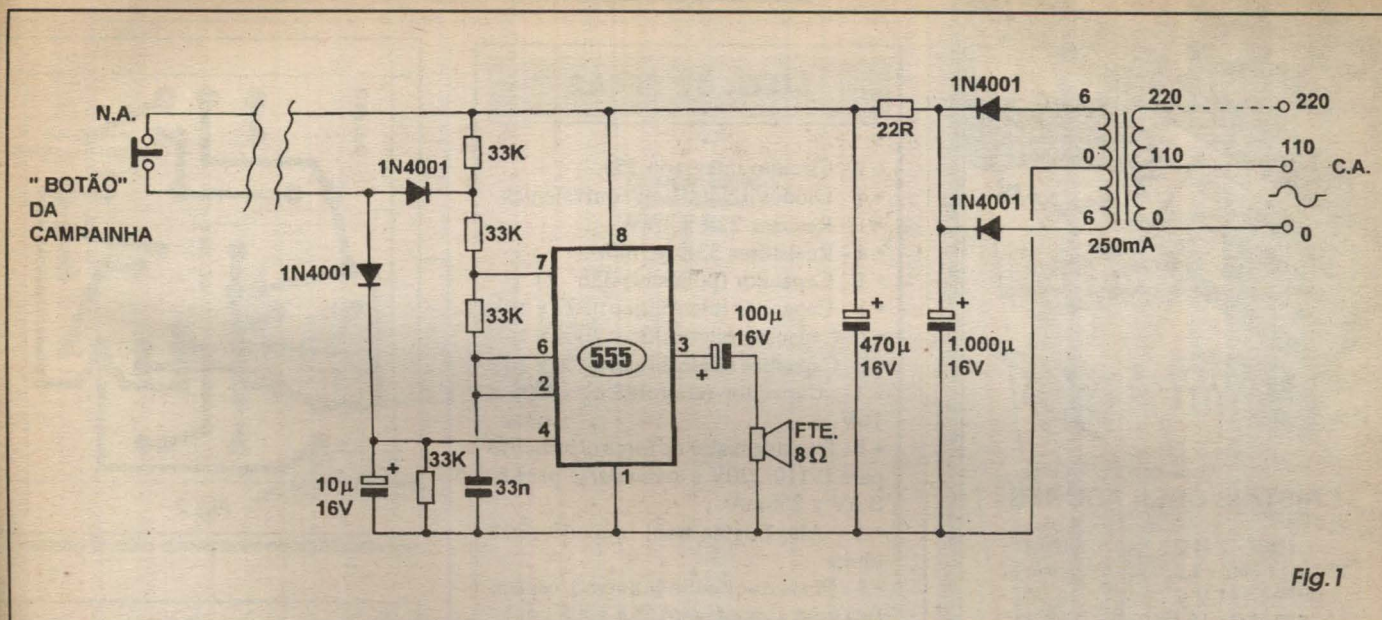 N.A.
" BOTÃO"
DA
CAMPAINHA
1N4001
1N4001
33K
33K
33K
33K
10µ
16V
33n
7
6
2
4
8
555
3
1
100µ
16V
FTE.
8Ω
22R
470µ
16V
1.000µ
16V
1N4001
1N4001
6
0
6
250mA
220
110
0
220
110
C.A.
0
Fig.1